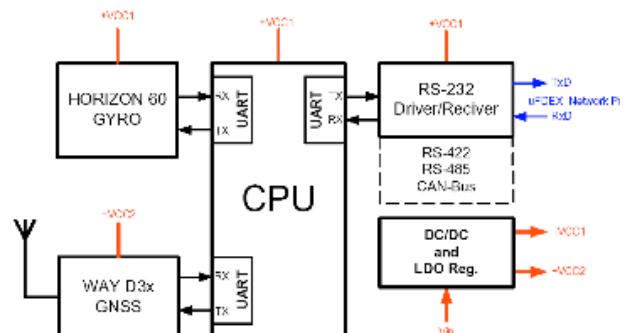 +VCC1
+VCC1
+VCC1
HORIZON 60
GYRO
RX
TX
UART
UART
TX
RX
RS-232
Driver/Reciver
TxD
uFDEX Network
RxD
RS-422
RS-485
CAN-Bus
CPU
+VCC2
WAY D3x
GNSS
RX
TX
UART
DC/DC
and
LDO Reg.
+VCC1
+VCC2